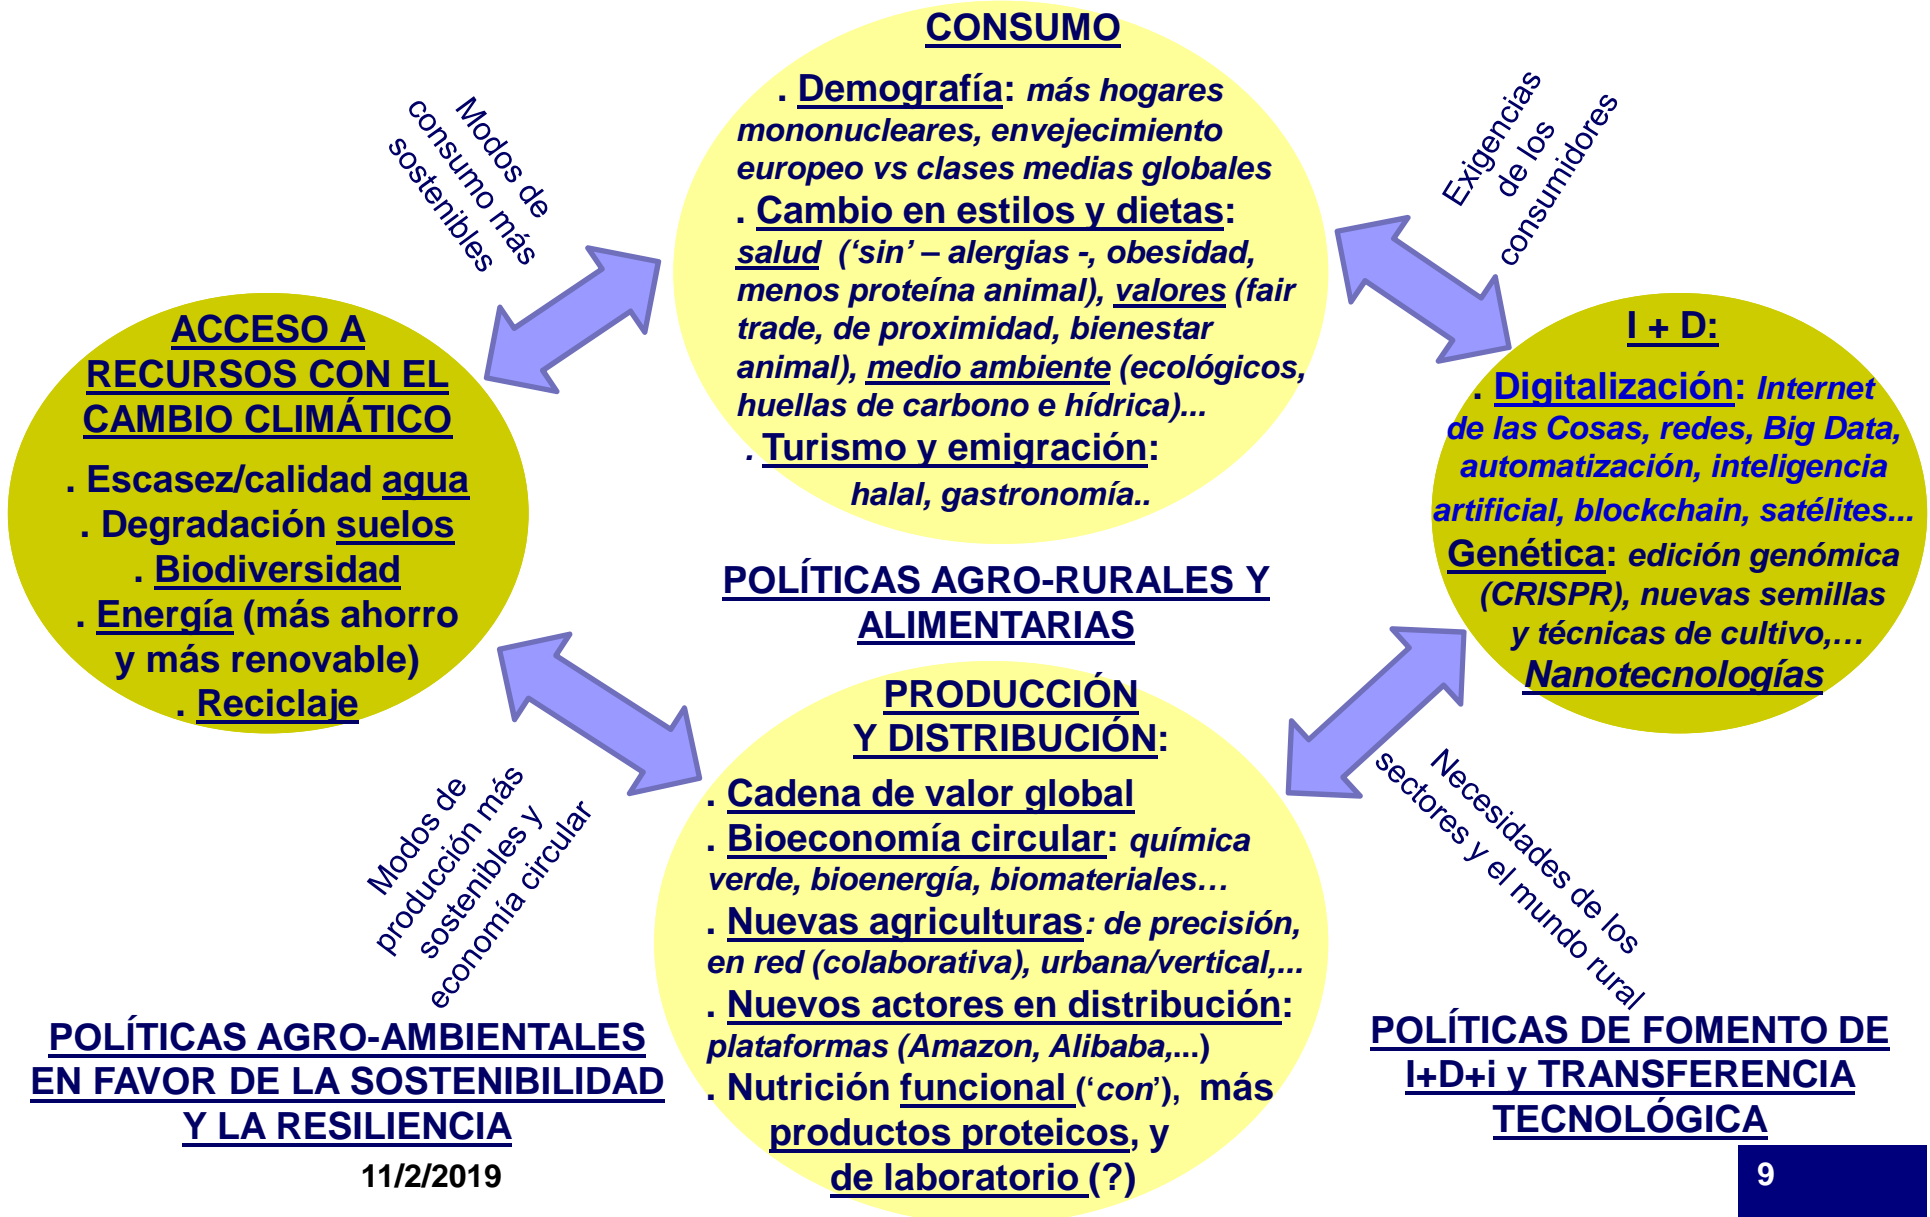 CONSUMO
. Demografía: más hogares
mononucleares, envejecimiento
europeo vs clases medias globales
. Cambio en estilos y dietas:
salud ('sin' – alergias -, obesidad,
menos proteína animal), valores (fair
trade, de proximidad, bienestar
animal), medio ambiente (ecológicos,
huellas de carbono e hídrica)...
. Turismo y emigración:
halal, gastronomía..
Modos de
consumo más
sostenibles
Exigencias
de los
consumidores
ACCESO A
RECURSOS CON EL
CAMBIO CLIMÁTICO
. Escasez/calidad agua
. Degradación suelos
. Biodiversidad
. Energía (más ahorro
y más renovable)
. Reciclaje
I + D:
. Digitalización: Internet
de las Cosas, redes, Big Data,
automatización, inteligencia
artificial, blockchain, satélites...
Genética: edición genómica
(CRISPR), nuevas semillas
y técnicas de cultivo,…
Nanotecnologías
POLÍTICAS AGRO-RURALES Y
ALIMENTARIAS
PRODUCCIÓN
Y DISTRIBUCIÓN:
. Cadena de valor global
. Bioeconomía circular: química
verde, bioenergía, biomateriales…
. Nuevas agriculturas: de precisión,
en red (colaborativa), urbana/vertical,...
. Nuevos actores en distribución:
plataformas (Amazon, Alibaba,...)
. Nutrición funcional ('con'), más
productos proteicos, y
de laboratorio (?)
Modos de
producción más
sostenibles y
economía circular
Necesidades de los
sectores y el mundo rural
POLÍTICAS AGRO-AMBIENTALES
EN FAVOR DE LA SOSTENIBILIDAD
Y LA RESILIENCIA
POLÍTICAS DE FOMENTO DE
I+D+i y TRANSFERENCIA
TECNOLÓGICA
11/2/2019
9